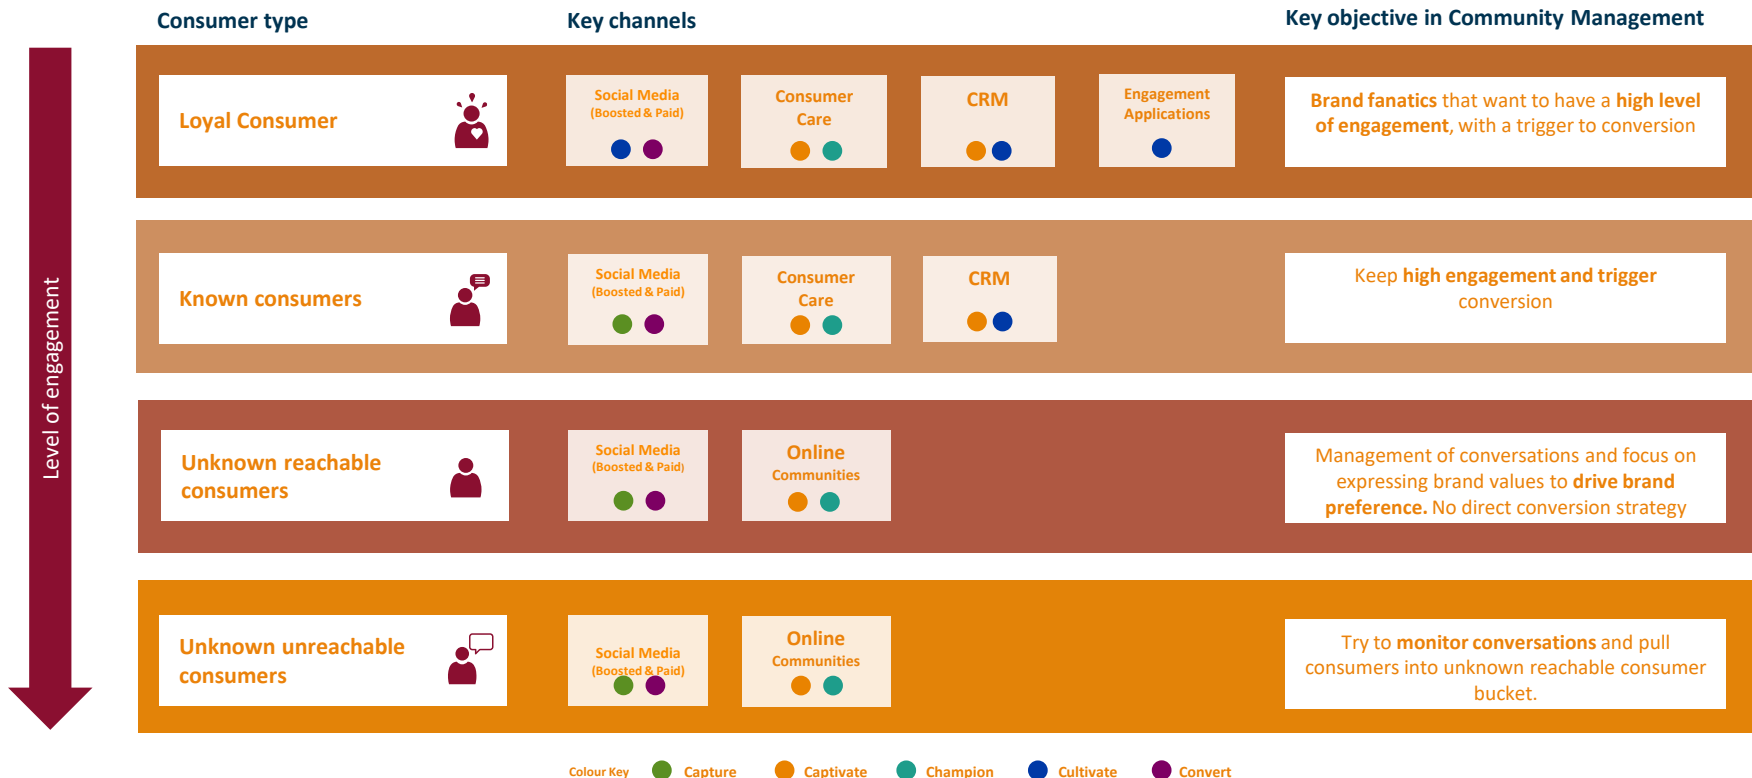 Consumer type
Key channels
Key objective in Community Management
Level of engagement
Loyal Consumer
Social Media
(Boosted & Paid)
Consumer
Care
CRM
Engagement
Applications
Brand fanatics that want to have a high level
of engagement, with a trigger to conversion
Known consumers
Social Media
(Boosted & Paid)
Consumer
Care
CRM
Keep high engagement and trigger
conversion
Unknown reachable
consumers
Social Media
(Boosted & Paid)
Online
Communities
Management of conversations and focus on
expressing brand values to drive brand
preference. No direct conversion strategy
Unknown unreachable
consumers
Social Media
(Boosted & Paid)
Online
Communities
Try to monitor conversations and pull
consumers into unknown reachable consumer
bucket.
Colour Key
Capture
Captivate
Champion
Cultivate
Convert